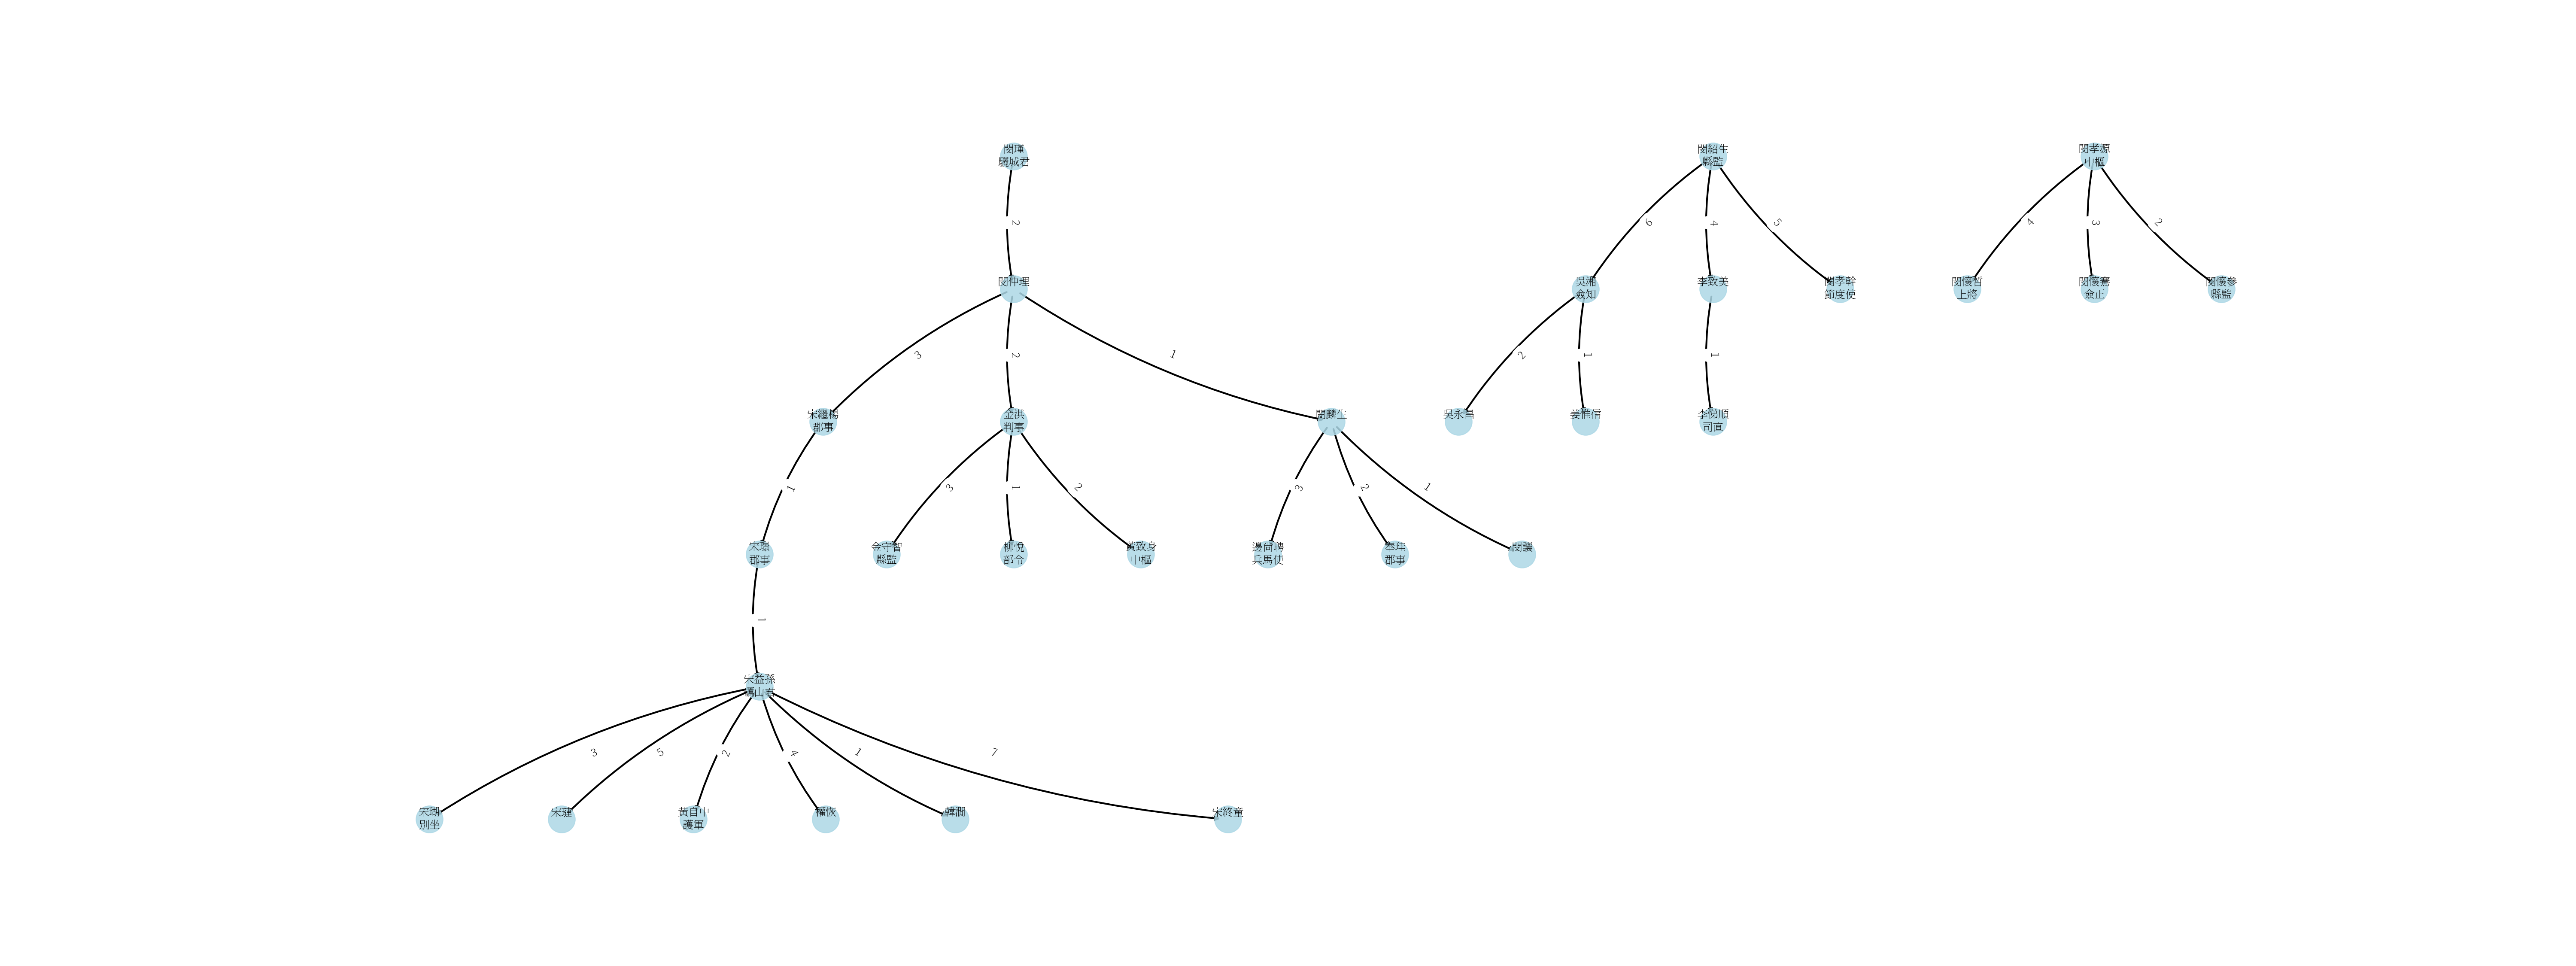 閔瑾
驪城君
閔紹生
縣監
閔孝源
中樞
2
6
4
5
4
3
2
閔仲理
吳湘
僉知
李致美
閔孝幹
節度使
閔懷晢
上將
閔懷騫
僉正
閔懷參
縣監
3
2
1
2
1
1
宋繼楊
郡事
金淇
判事
閔麟生
吳永昌
姜惟信
李悌順
司直
1
3
1
2
3
2
1
宋璟
郡事
金守智
縣監
柳悅
部令
黃致身
中樞
邊尙聘
兵馬使
奉珪
郡事
閔讓
1
宋益孫
礪山君
3
5
2
4
1
7
宋瑚
別坐
宋璉
黃自中
護軍
權恢
韓澗
宋終童